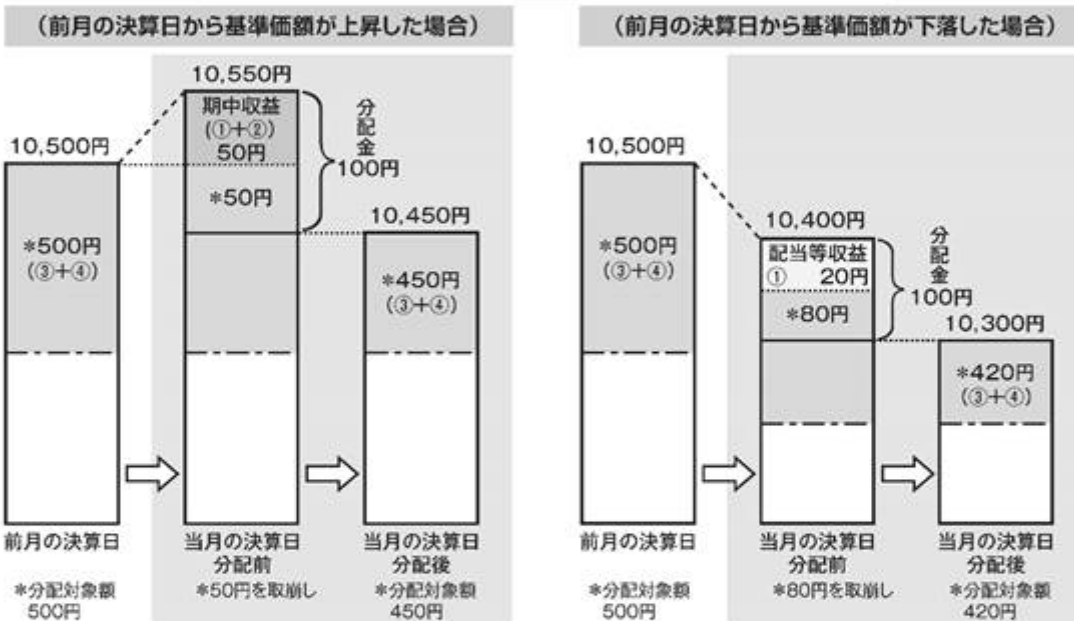 （前月の決算日から基準価額が上昇した場合）
10,550円
期中収益
(①＋②)
50円
分配金
100円
10,500円
*50円
10,450円
*500円
(③＋④)
*450円
(③＋④)
前月の決算日
当月の決算日
分配前
当月の決算日
分配後
*分配対象額
500円
*50円を取崩し
*分配対象額
450円
（前月の決算日から基準価額が下落した場合）
10,500円
10,400円
配当等収益
① 20円
分配金
100円
*80円
10,300円
*500円
(③＋④)
*420円
(③＋④)
前月の決算日
当月の決算日
分配前
当月の決算日
分配後
*分配対象額
500円
*80円を取崩し
*分配対象額
420円